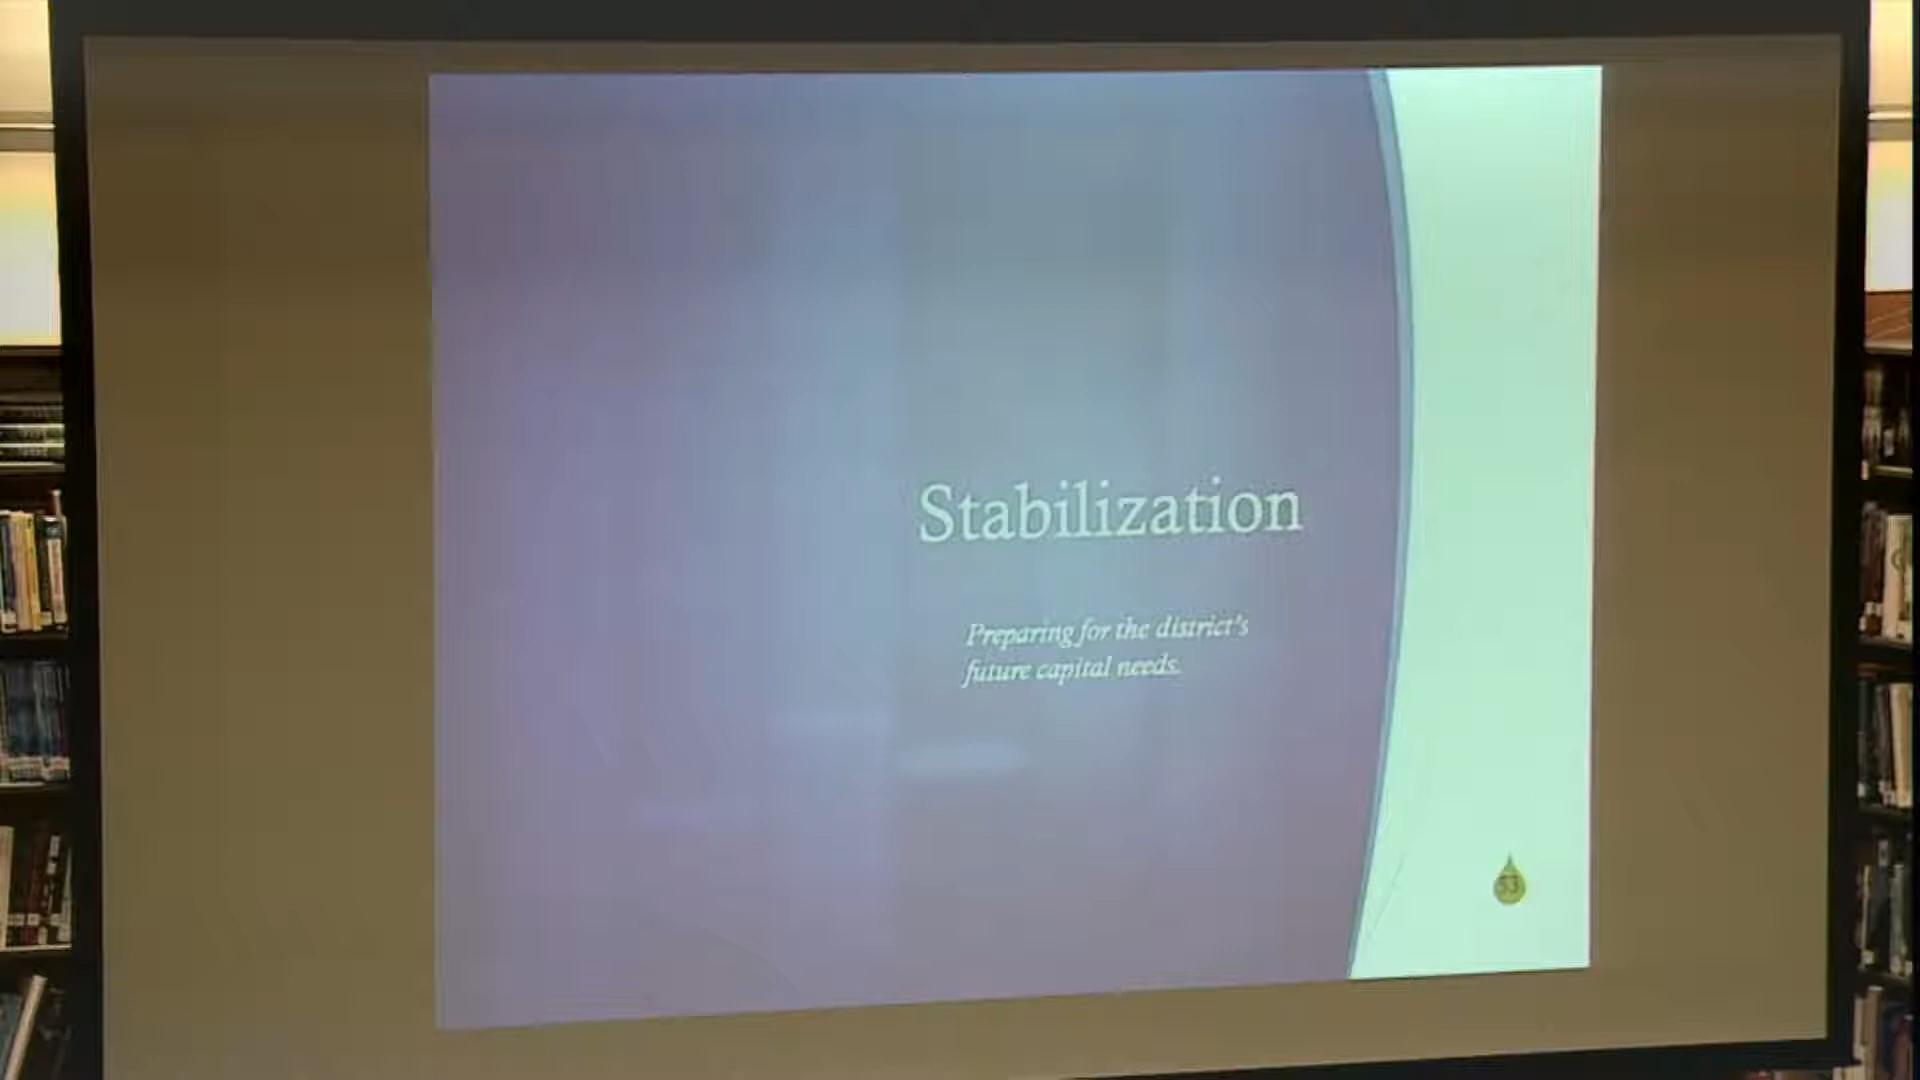 Stabilization
Preparing for the district's
future capital needs.
53